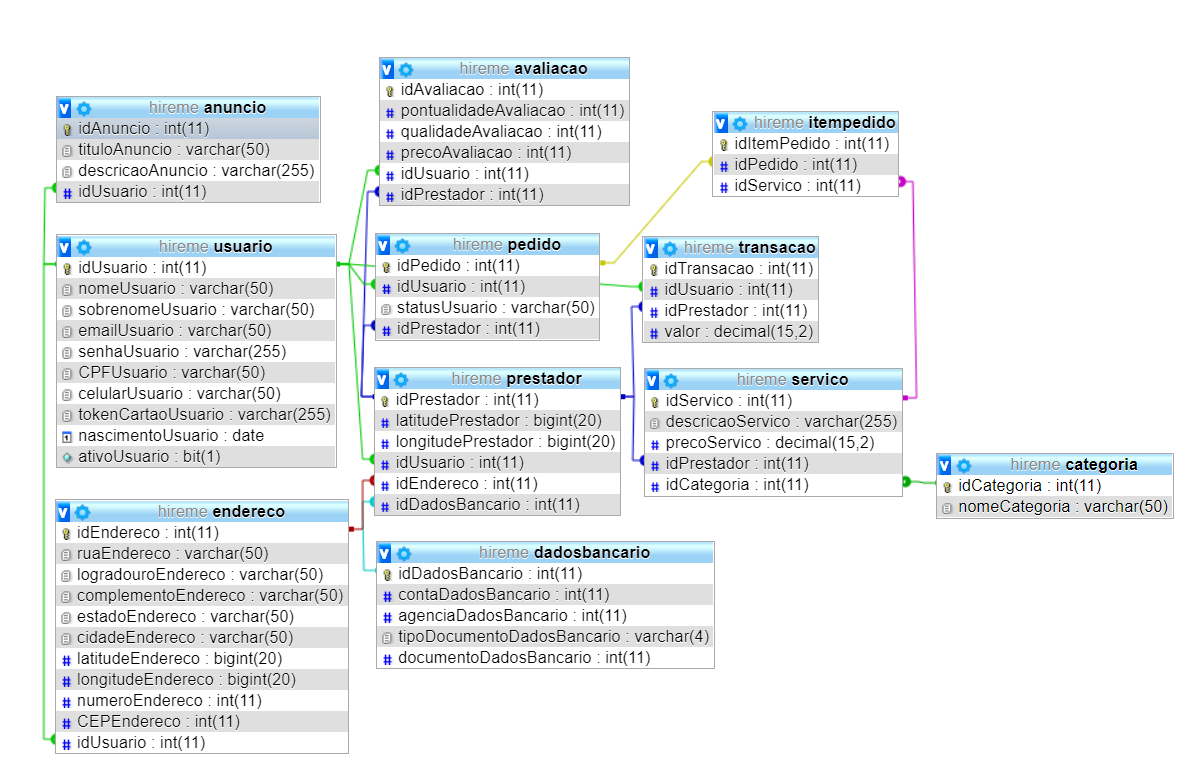 hireme anuncio
idAnuncio : int(11)
tituloAnuncio : varchar(50)
descricaoAnuncio : varchar(255)
idUsuario : int(11)
hireme usuario
idUsuario : int(11)
nomeUsuario : varchar(50)
sobrenomeUsuario : varchar(50)
emailUsuario : varchar(50)
senhaUsuario : varchar(255)
CPFUsuario : varchar(50)
celularUsuario : varchar(50)
tokenCartaoUsuario : varchar(255)
nascimentoUsuario : date
ativoUsuario : bit(1)
hireme endereco
idEndereco : int(11)
ruaEndereco : varchar(50)
logradouroEndereco : varchar(50)
complementoEndereco : varchar(50)
estadoEndereco : varchar(50)
cidadeEndereco : varchar(50)
latitudeEndereco : bigint(20)
longitudeEndereco : bigint(20)
numeroEndereco : int(11)
CEPEndereco : int(11)
idUsuario : int(11)
hireme avaliacao
idAvaliacao : int(11)
pontualidadeAvaliacao : int(11)
qualidadeAvaliacao : int(11)
precoAvaliacao : int(11)
idUsuario : int(11)
idPrestador : int(11)
hireme pedido
idPedido : int(11)
idUsuario : int(11)
statusUsuario : varchar(50)
idPrestador : int(11)
hireme prestador
idPrestador : int(11)
latitudePrestador : bigint(20)
longitudePrestador : bigint(20)
idUsuario : int(11)
idEndereco : int(11)
idDadosBancario : int(11)
hireme dadosbancario
idDadosBancario : int(11)
contaDadosBancario : int(11)
agenciaDadosBancario : int(11)
tipoDocumentoDadosBancario : varchar(4)
documentoDadosBancario : int(11)
hireme itempedido
idItemPedido : int(11)
idPedido : int(11)
idServico : int(11)
hireme transacao
idTransacao : int(11)
idUsuario : int(11)
idPrestador : int(11)
valor : decimal(15,2)
hireme servico
idServico : int(11)
descricaoServico : varchar(255)
precoServico : decimal(15,2)
idPrestador : int(11)
idCategoria : int(11)
hireme categoria
idCategoria : int(11)
nomeCategoria : varchar(50)